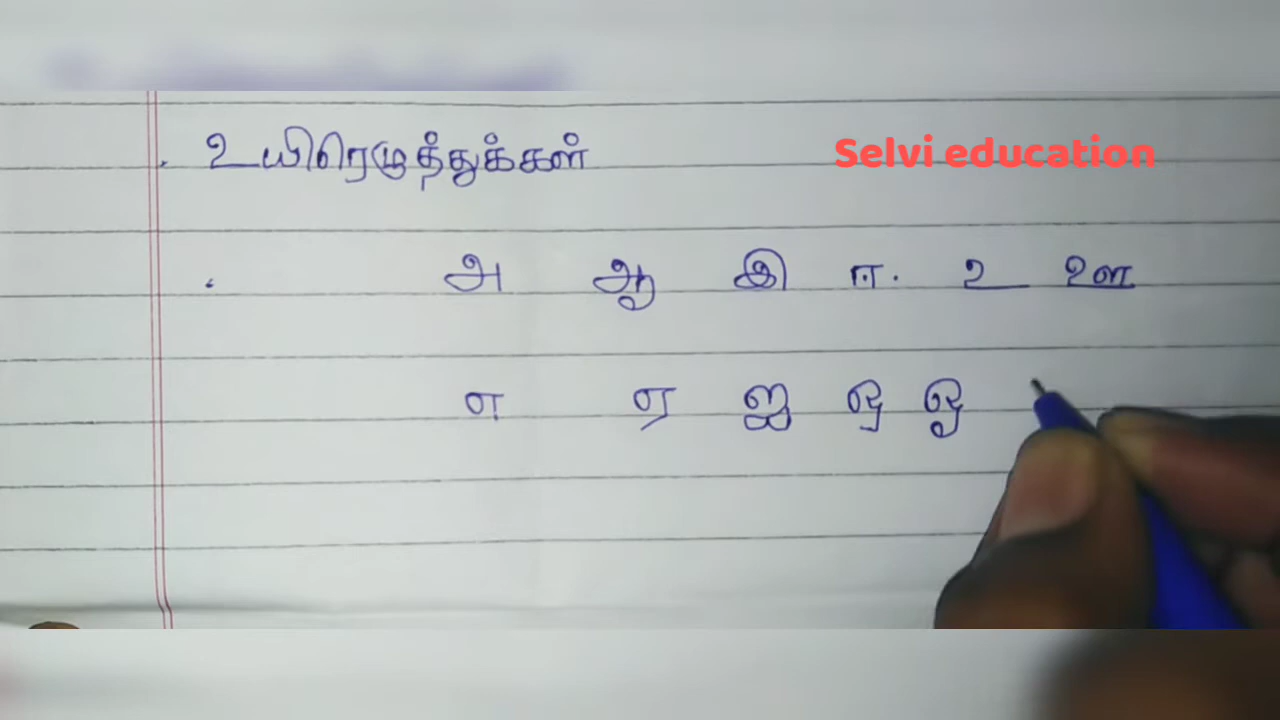 உயிரெழுத்துக்கள் Selvi education
அ ஆ இ ஈ. உ ஊ
எ ஏ ஐ ஒ ஓ